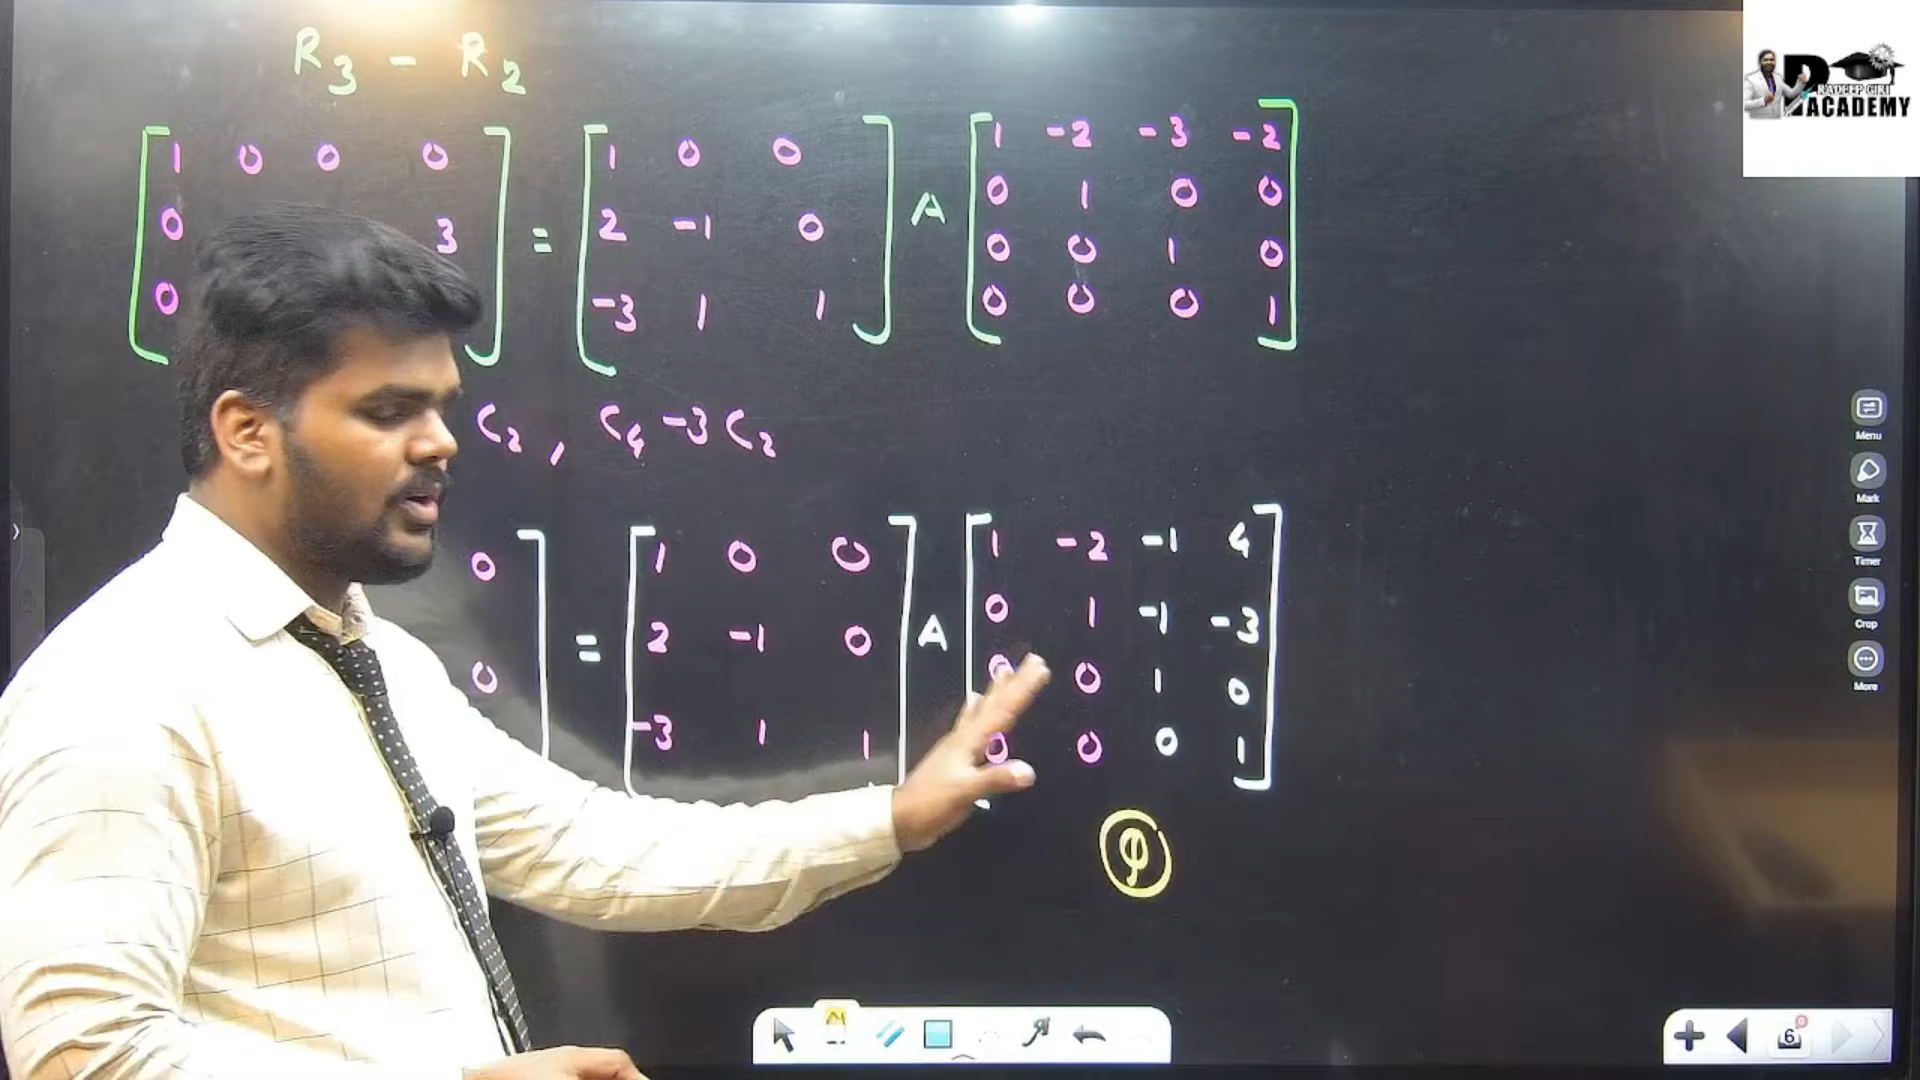 R3 - R2
1 0 0 0 1 0 0 1 -2 -3 -2
0 3 = 2 -1 0 A 0 1 0 0
0 -3 1 1 0 0 1 0
0 0 0 1
C2 , C4 -3 C2
0 1 0 0 1 -2 -1 4
= 2 -1 0 A 0 1 -1 -3
0 0 0 1 0
-3 1 1 0 0 0 1
φ
PRADEEP GIRI
ACADEMY
Menu
Mark
Timer
Crop
More
6